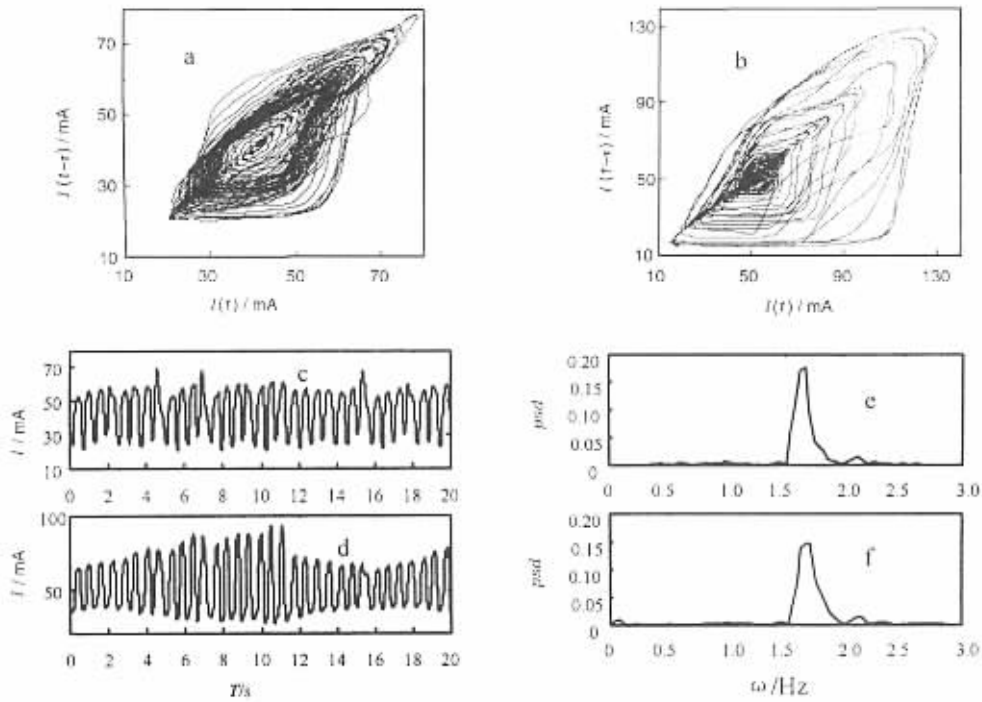 a
70
50
30
10
10 30 50 70
I (t−τ) / mA
I(τ) / mA
b
130
90
50
10
10 50 90 130
I (t−τ) / mA
I(τ) / mA
c
70
50
30
10
I / mA
0 2 4 6 8 10 12 14 16 18 20
d
100
50
I / mA
0 2 4 6 8 10 12 14 16 18 20
T/s
e
0.20
0.15
0.10
0.05
0
psd
0 0.5 1.0 1.5 2.0 3.0
f
0.20
0.15
0.10
0.05
0
psd
0 0.5 1.0 1.5 2.0 3.0
ω /Hz